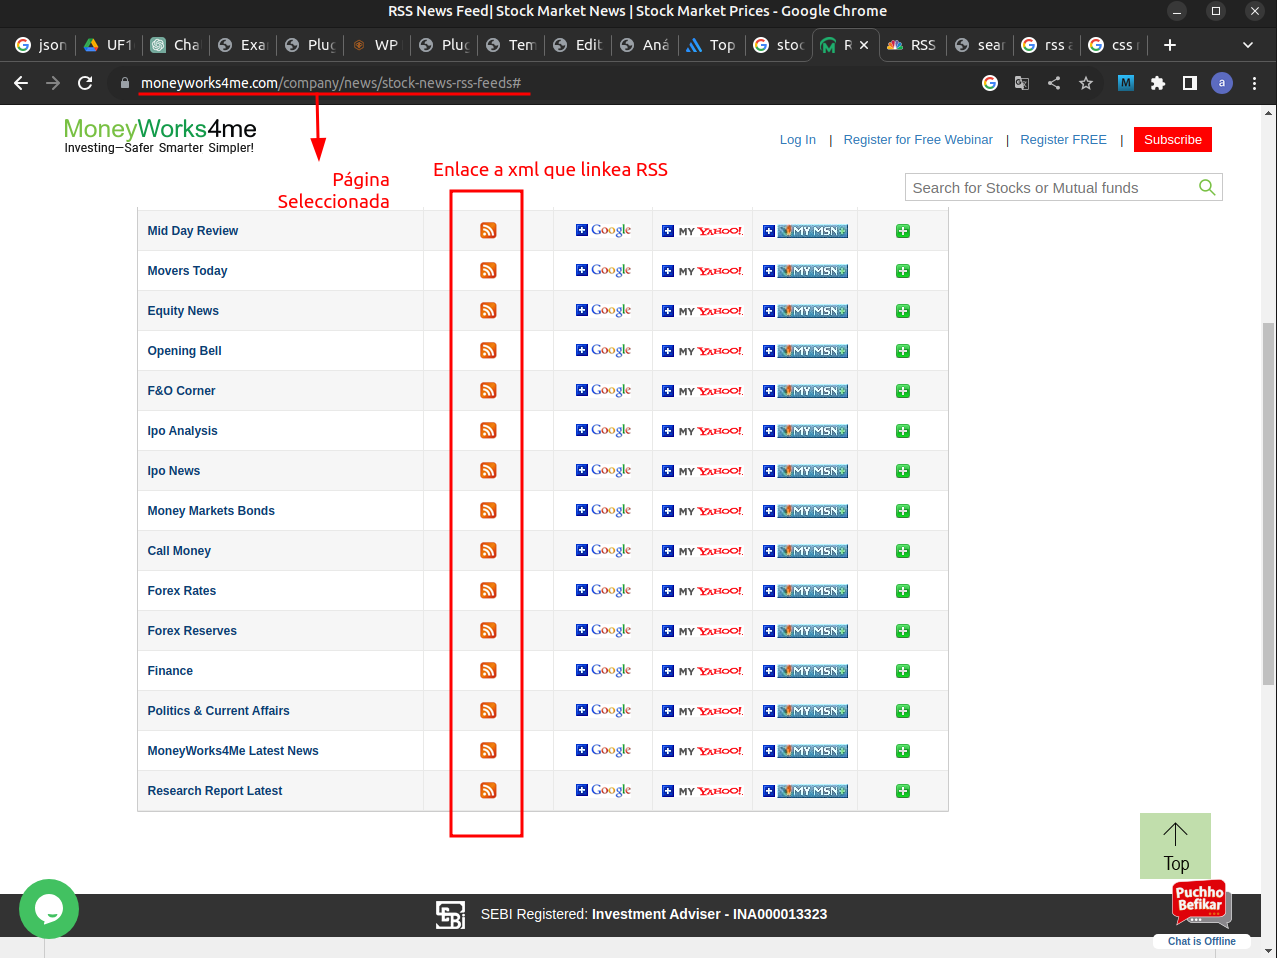 RSS News Feed| Stock Market News | Stock Market Prices - Google Chrome
json
UF1
Cha
Exa
Plug
WP
Plug
Tem
Edit
Aná
Top
stoc
R
RSS
sear
rss a
css r
moneyworks4me.com/company/news/stock-news-rss-feeds#
M
a
MoneyWorks4me
Investing—Safer Smarter Simpler!
Log In | Register for Free Webinar | Register FREE | Subscribe
Página
Seleccionada
Enlace a xml que linkea RSS
Search for Stocks or Mutual funds
Mid Day Review Google MY YAHOO! MY MSN
Movers Today Google MY YAHOO! MY MSN
Equity News Google MY YAHOO! MY MSN
Opening Bell Google MY YAHOO! MY MSN
F&O Corner Google MY YAHOO! MY MSN
Ipo Analysis Google MY YAHOO! MY MSN
Ipo News Google MY YAHOO! MY MSN
Money Markets Bonds Google MY YAHOO! MY MSN
Call Money Google MY YAHOO! MY MSN
Forex Rates Google MY YAHOO! MY MSN
Forex Reserves Google MY YAHOO! MY MSN
Finance Google MY YAHOO! MY MSN
Politics & Current Affairs Google MY YAHOO! MY MSN
MoneyWorks4Me Latest News Google MY YAHOO! MY MSN
Research Report Latest Google MY YAHOO! MY MSN
Top
Puchho
Befikar
SEBI Registered: Investment Adviser - INA000013323
Chat is Offline